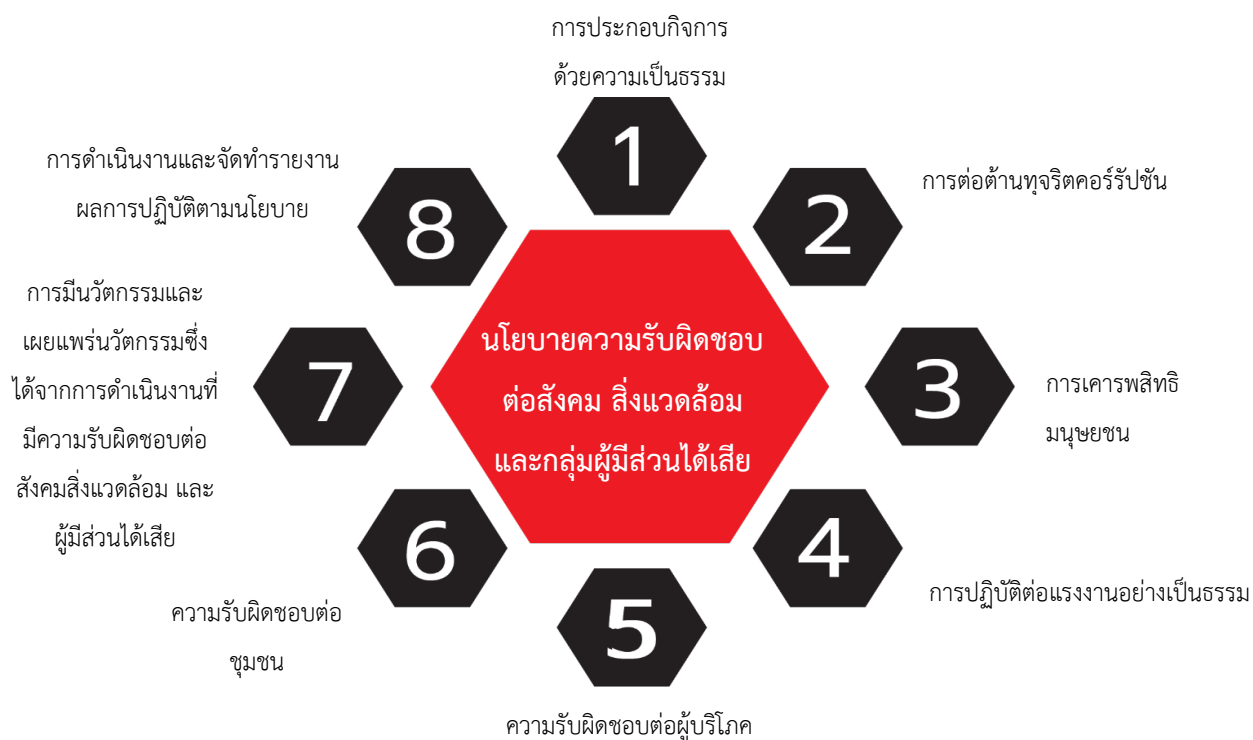 การประกอบกิจการ
ด้วยความเป็นธรรม
1
การต่อต้านทุจริตคอร์รัปชัน
2
การเคารพสิทธิ
มนุษยชน
3
4
การปฏิบัติต่อแรงงานอย่างเป็นธรรม
5
ความรับผิดชอบต่อผู้บริโภค
6
ความรับผิดชอบต่อ
ชุมชน
7
การมีนวัตกรรมและ
เผยแพร่นวัตกรรมซึ่ง
ได้จากการดำเนินงานที่
มีความรับผิดชอบต่อ
สังคมสิ่งแวดล้อม และ
ผู้มีส่วนได้เสีย
8
การดำเนินงานและจัดทำรายงาน
ผลการปฏิบัติตามนโยบาย
นโยบายความรับผิดชอบ
ต่อสังคม สิ่งแวดล้อม
และกลุ่มผู้มีส่วนได้เสีย